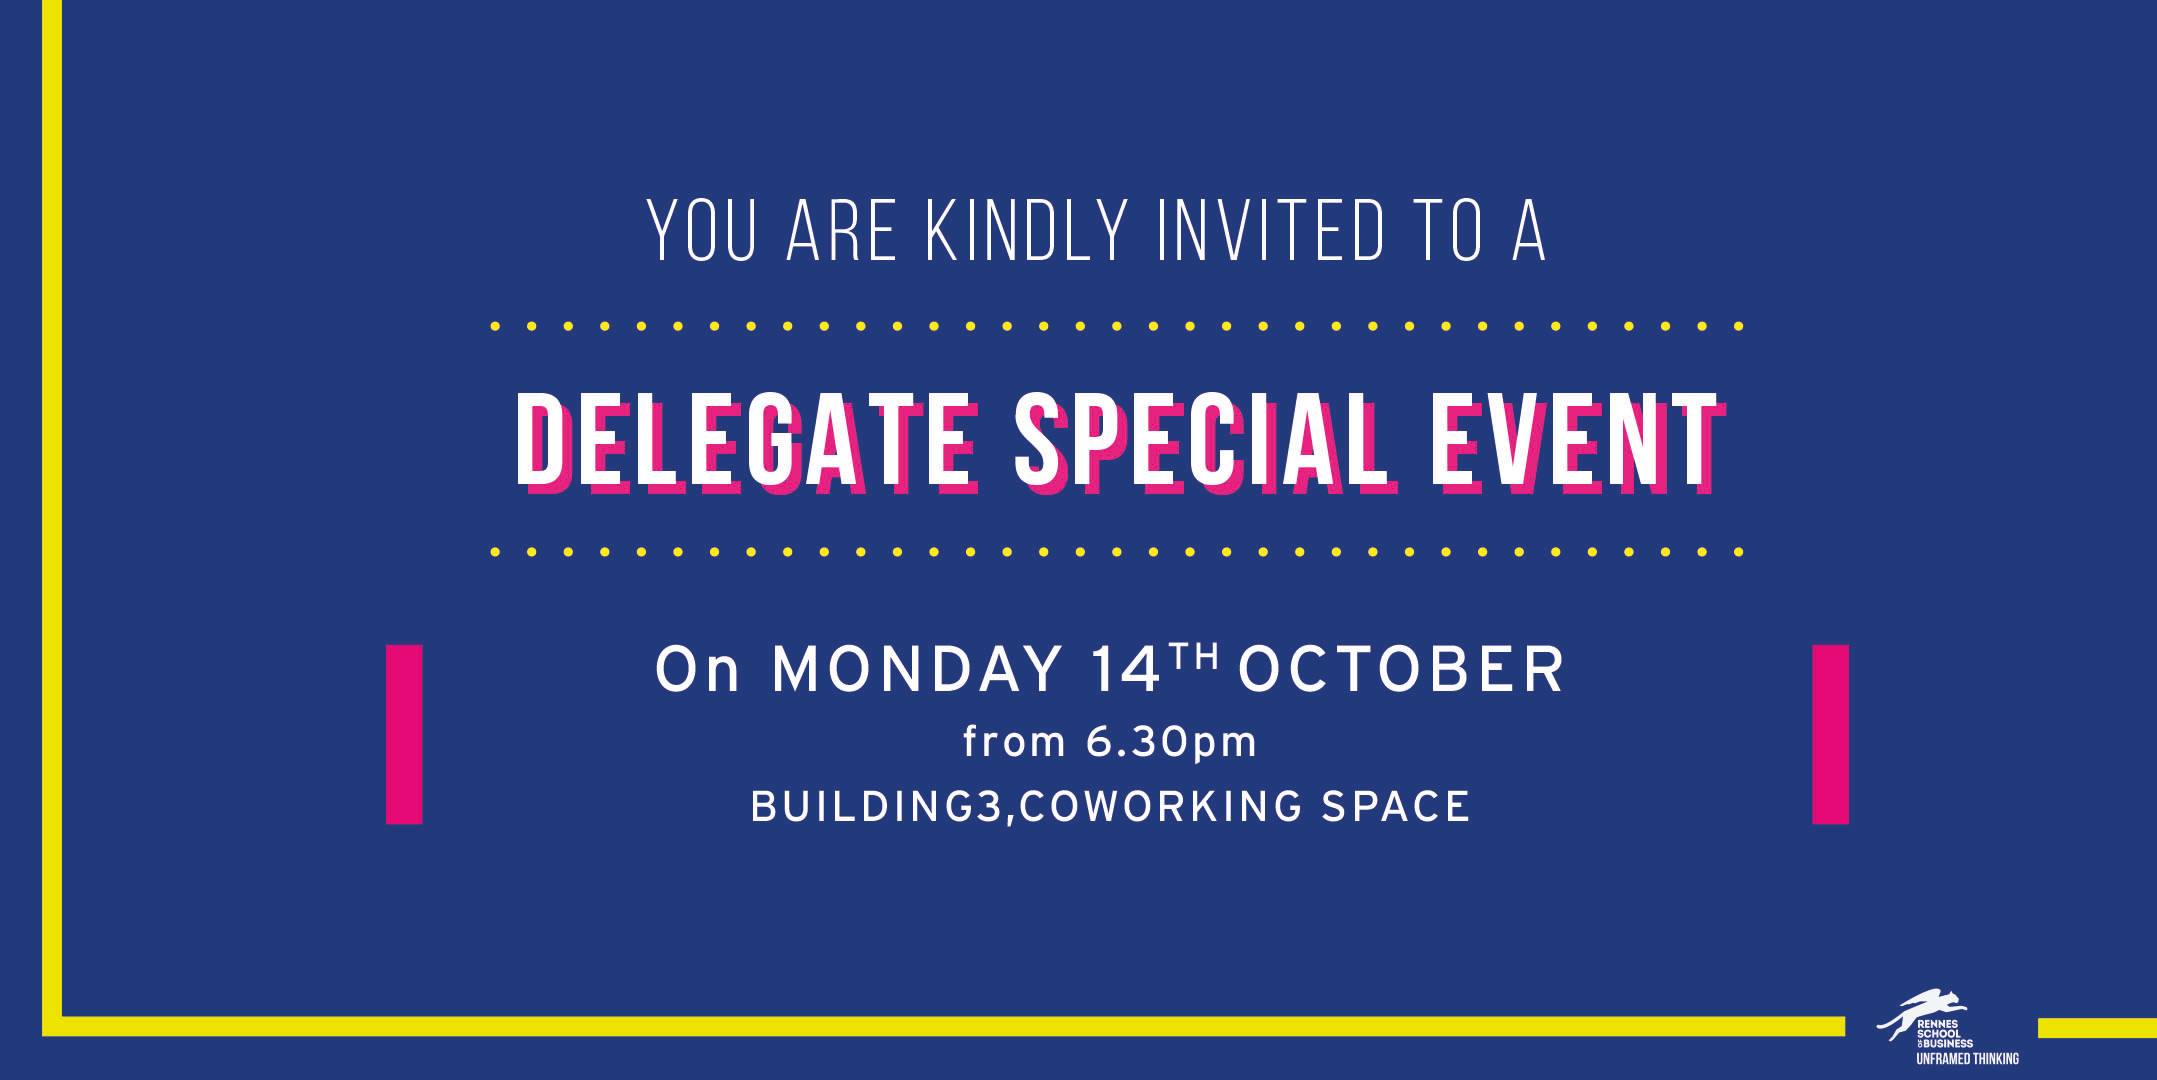 YOU ARE KINDLY INVITED TO A
DELEGATE SPECIAL EVENT
On MONDAY 14TH OCTOBER
from 6.30pm
BUILDING3,COWORKING SPACE
RENNES
SCHOOL
OF BUSINESS
UNFRAMED THINKING